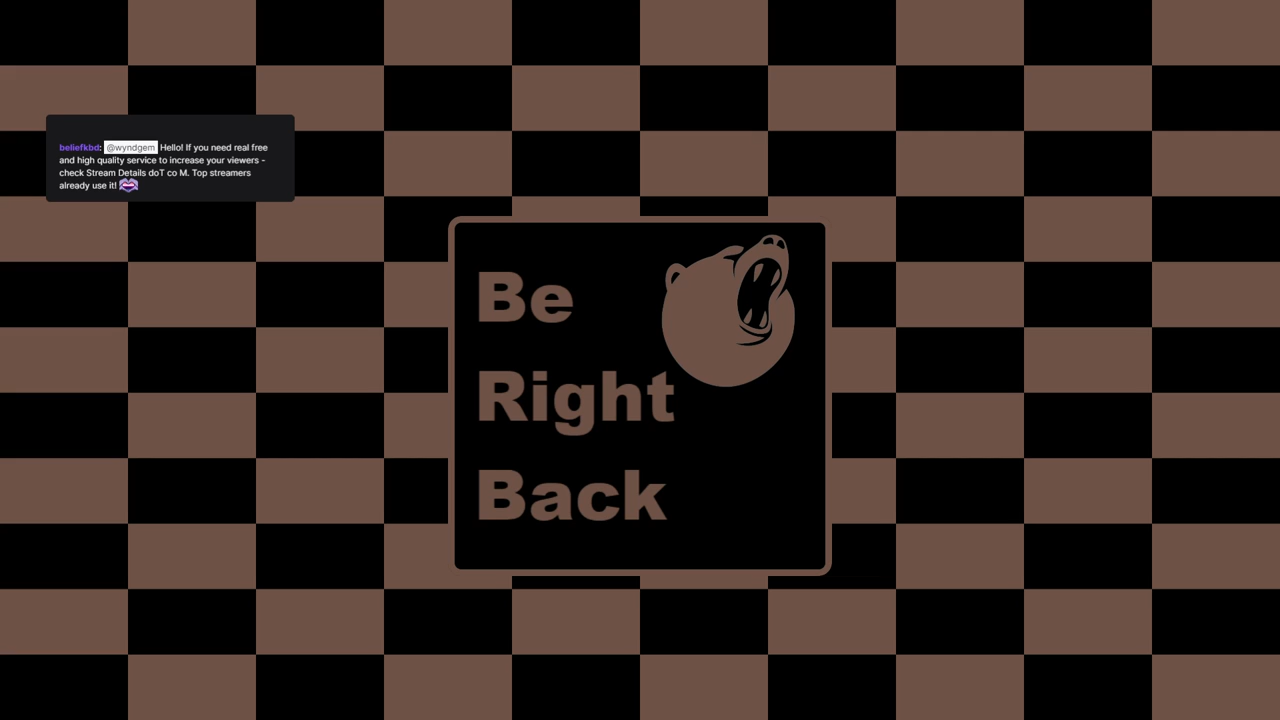 beliefkbd: @wyndgem Hello! If you need real free
and high quality service to increase your viewers -
check Stream Details doT co M. Top streamers
already use it!
Be
Right
Back